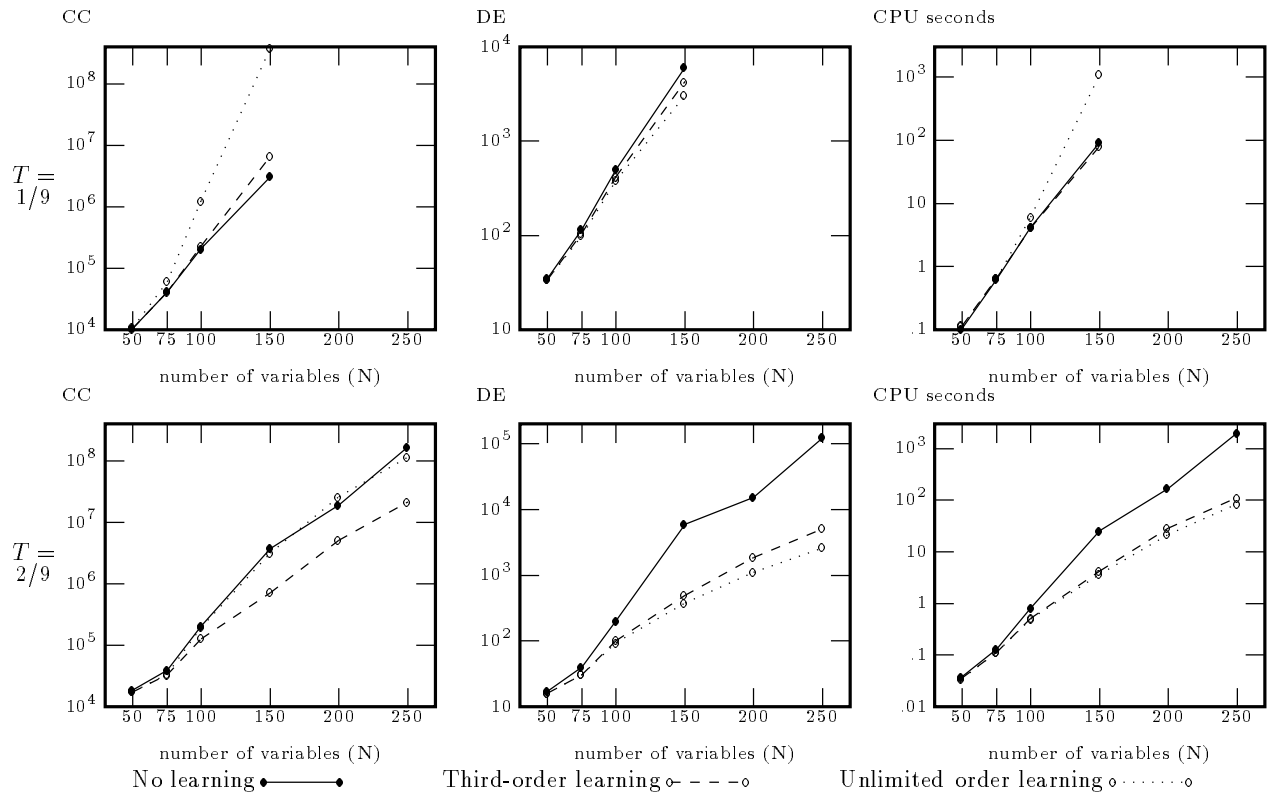 CC DE CPU seconds
10^8 10^7 10^6 10^5 10^4
10^4 10^3 10^2 10
10^3 10^2 10 1 .1
T =
1/9
50 75 100 150 200 250
50 75 100 150 200 250
50 75 100 150 200 250
number of variables (N) number of variables (N) number of variables (N)
CC DE CPU seconds
10^8 10^7 10^6 10^5 10^4
10^5 10^4 10^3 10^2 10
10^3 10^2 10 1 .1 .01
T =
2/9
50 75 100 150 200 250
50 75 100 150 200 250
50 75 100 150 200 250
number of variables (N) number of variables (N) number of variables (N)
No learning Third-order learning Unlimited order learning